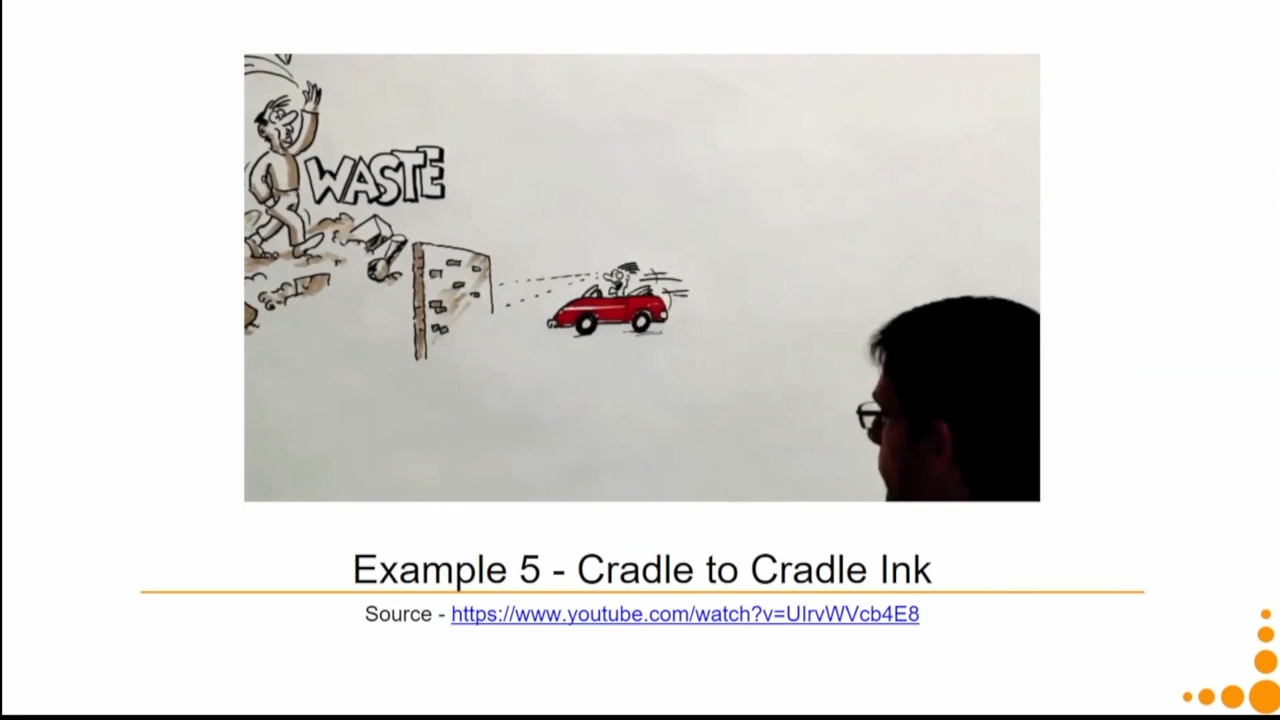 WASTE
Example 5 - Cradle to Cradle Ink
Source - https://www.youtube.com/watch?v=UIrvWVcb4E8